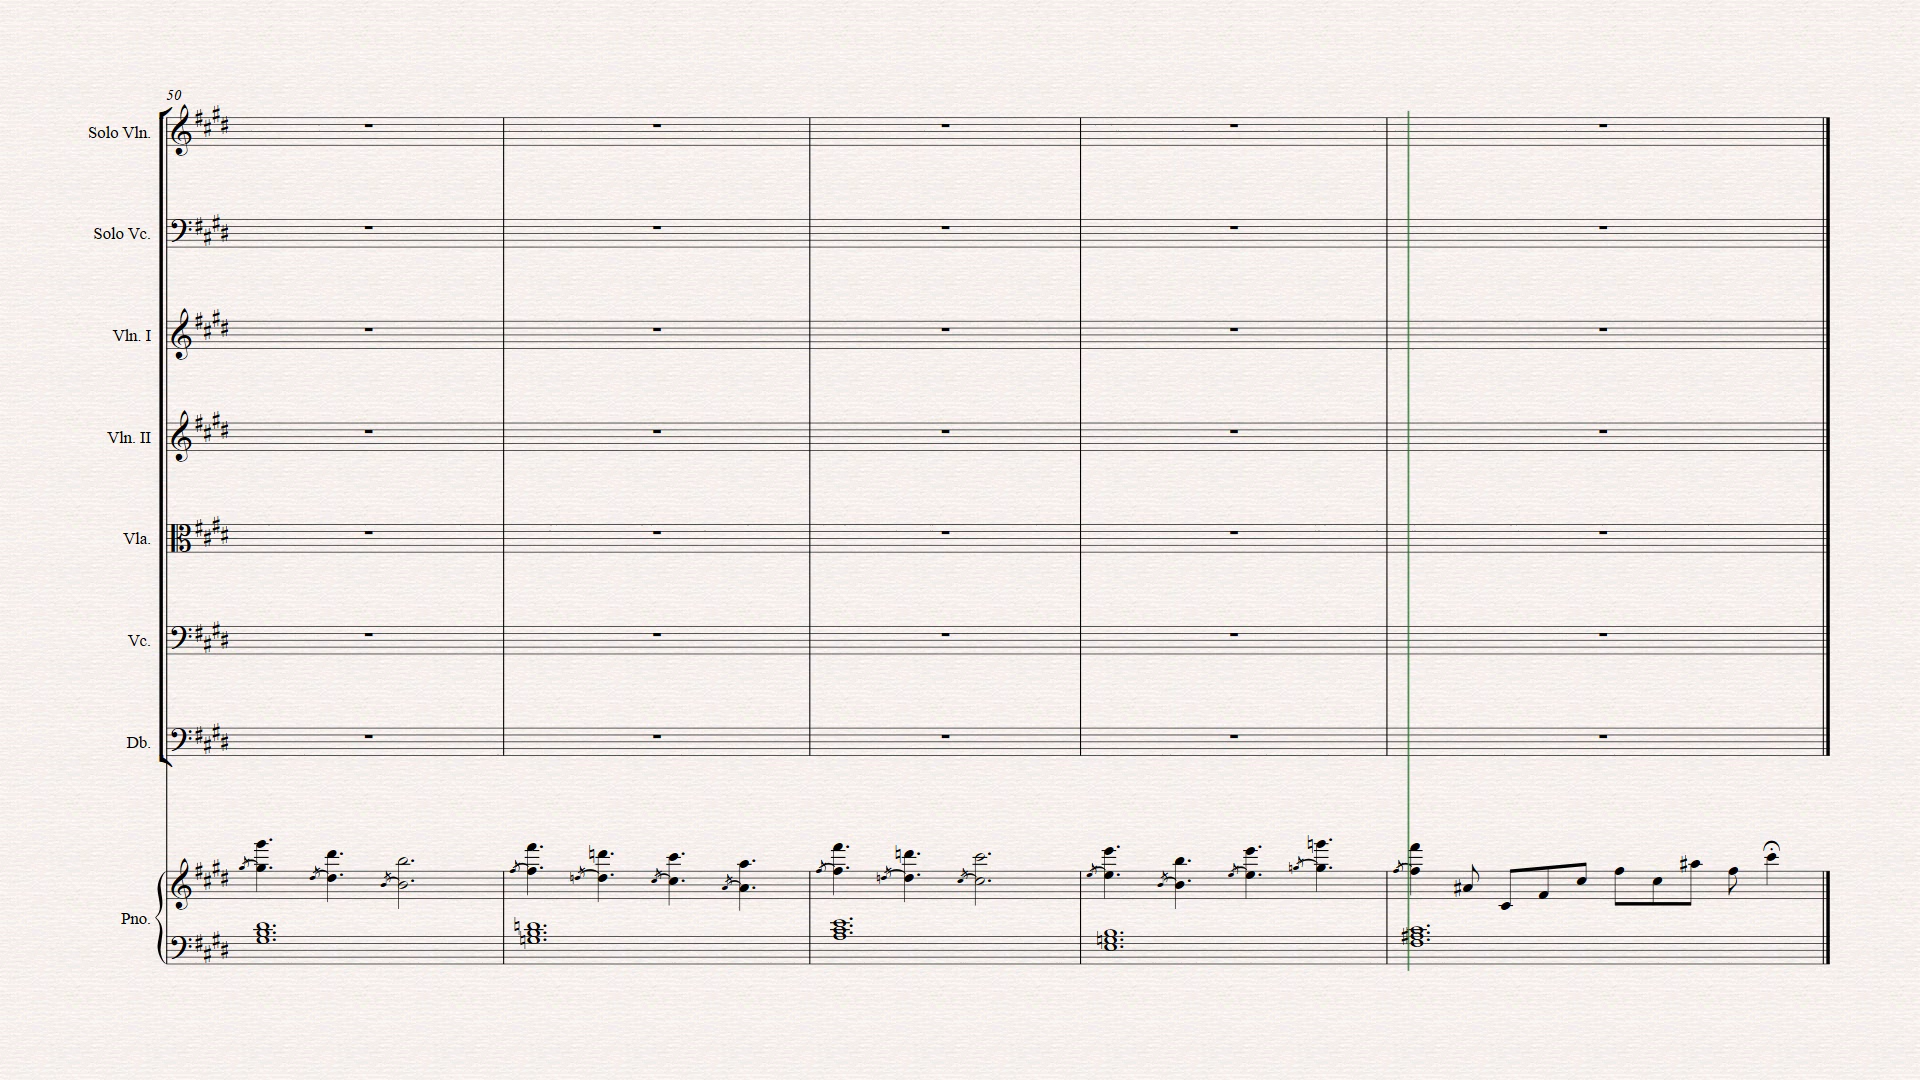 50
Solo Vln.
Solo Vc.
Vln. I
Vln. II
Vla.
Vc.
Db.
Pno.